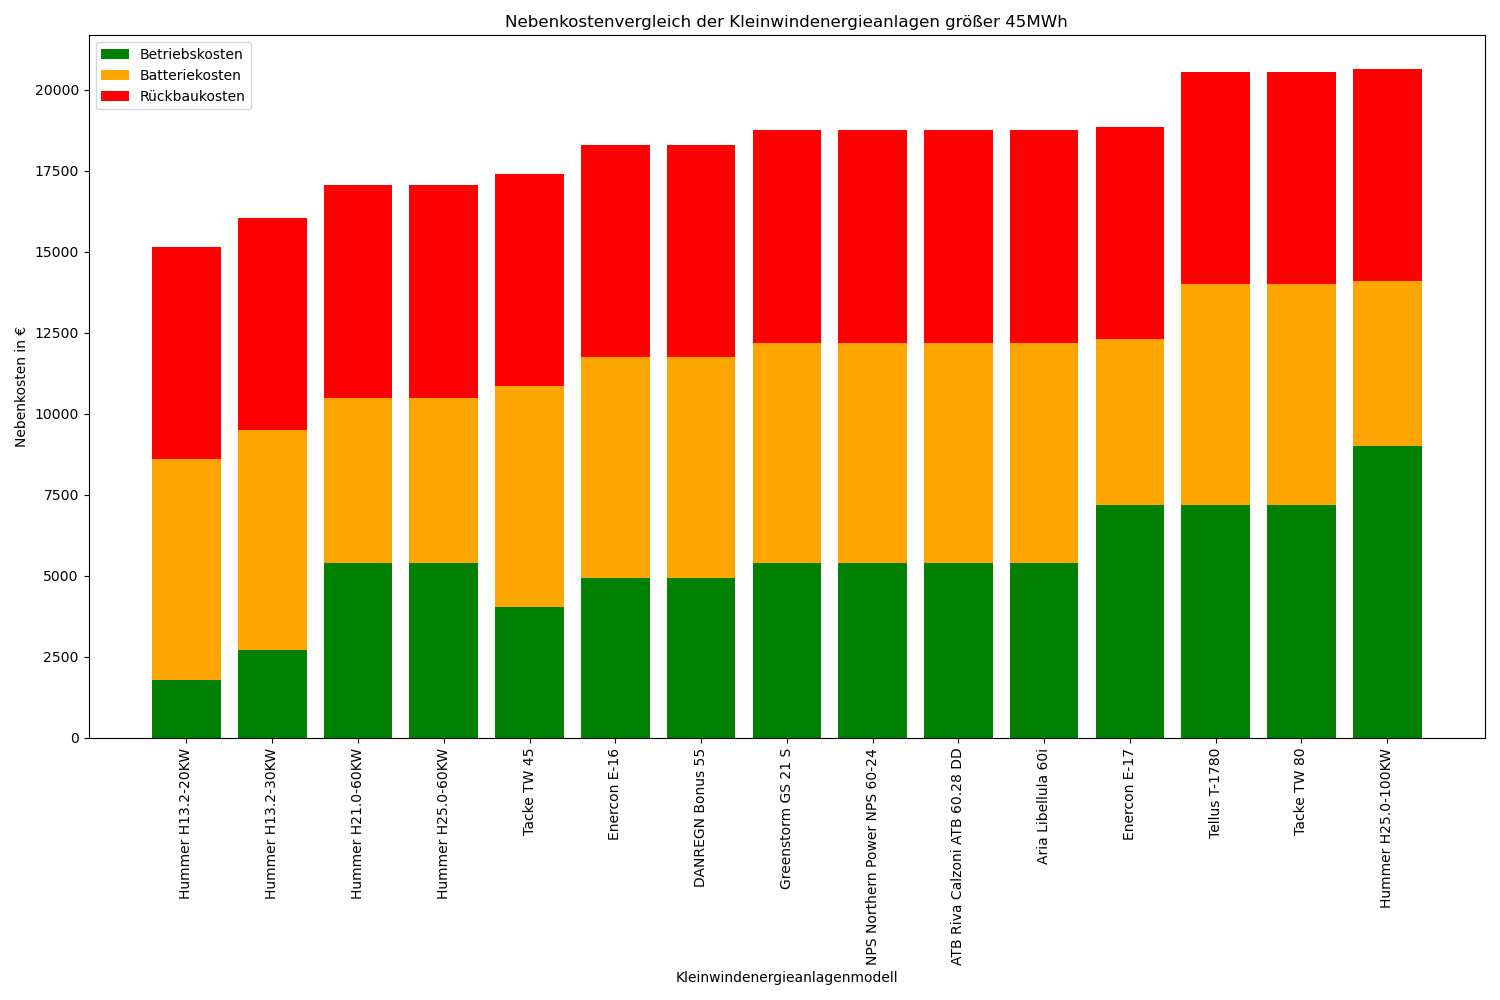 Nebenkostenvergleich der Kleinwindenergieanlagen größer 45MWh
Betriebskosten
Batteriekosten
Rückbaukosten
Nebenkosten in €
20000
17500
15000
12500
10000
7500
5000
2500
0
Hummer H13.2-20KW
Hummer H13.2-30KW
Hummer H21.0-60KW
Hummer H25.0-60KW
Tacke TW 45
Enercon E-16
DANREGN Bonus 55
Greenstorm GS 21 S
NPS Northern Power NPS 60-24
ATB Riva Calzoni ATB 60.28 DD
Aria Libellula 60i
Enercon E-17
Tellus T-1780
Tacke TW 80
Hummer H25.0-100KW
Kleinwindenergieanlagenmodell